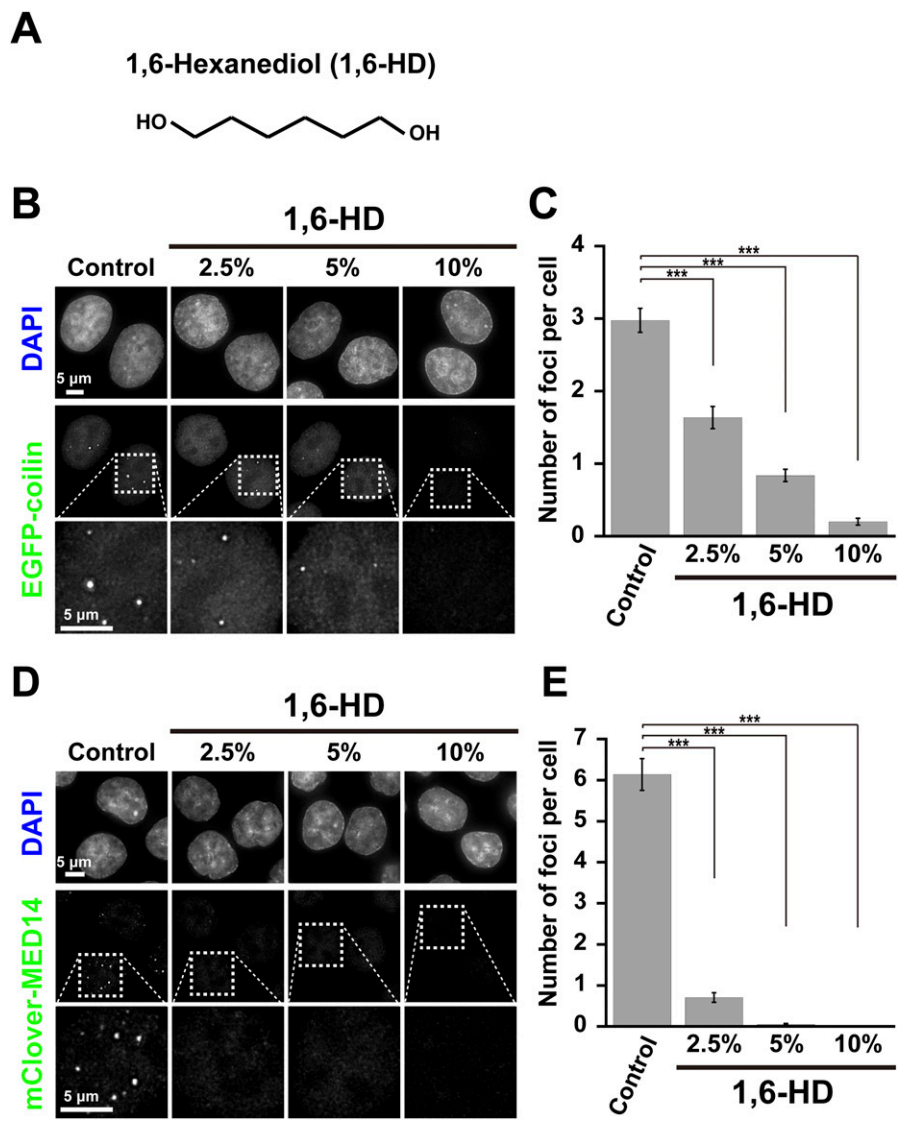 A
1,6-Hexanediol (1,6-HD)
HO
OH
B
1,6-HD
Control 2.5% 5% 10%
DAPI
5 µm
EGFP-coilin
5 µm
C
Number of foci per cell
4
3
2
1
0
***
***
***
Control
2.5% 5% 10%
1,6-HD
D
1,6-HD
Control 2.5% 5% 10%
DAPI
5 µm
mClover-MED14
5 µm
E
Number of foci per cell
7
6
5
4
3
2
1
0
***
***
***
Control
2.5% 5% 10%
1,6-HD